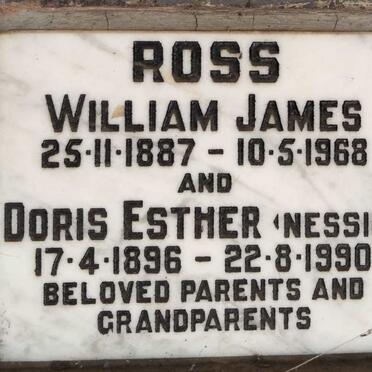 ROSS
WILLIAM JAMES
25·11·1887 – 10·5·1968
AND
DORIS ESTHER
17·4·1896 – 22·8·1990
BELOVED PARENTS AND
GRANDPARENTS